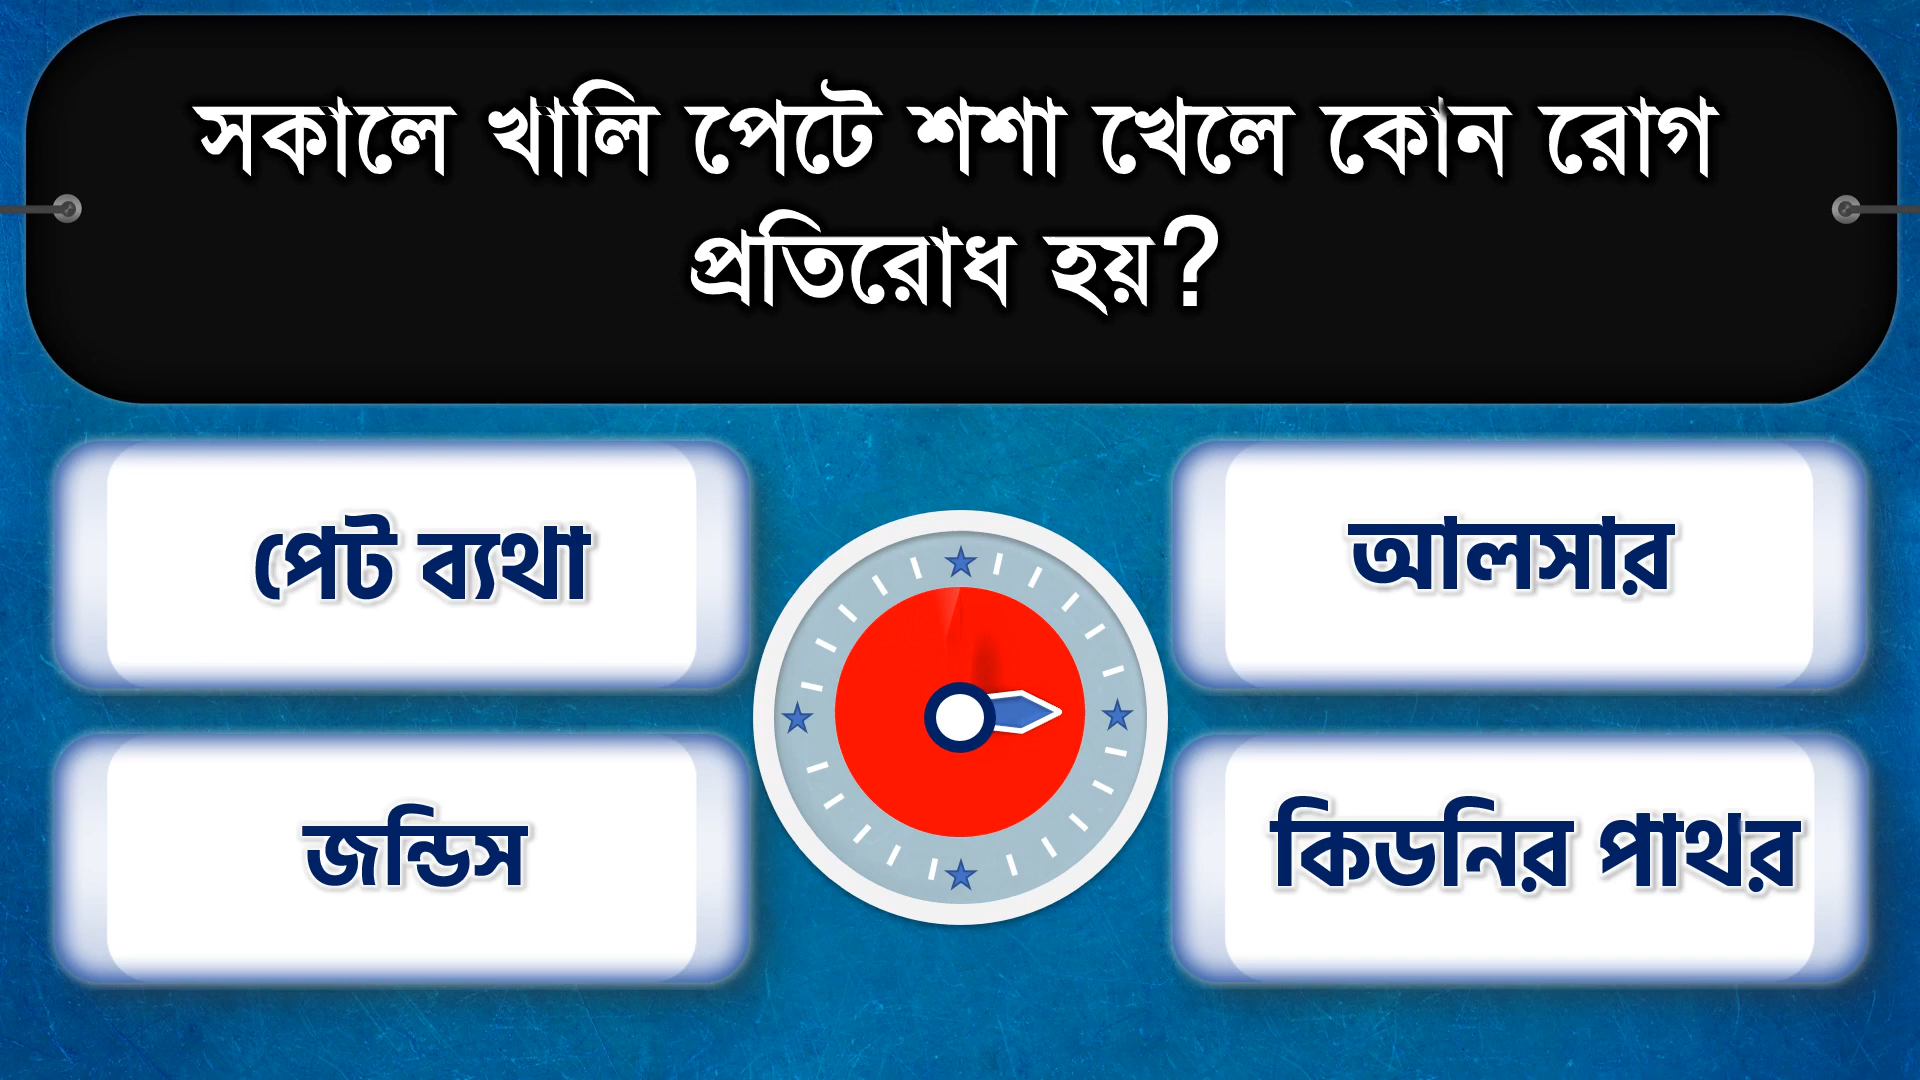 সকালে খালি পেটে শশা খেলে কোন রোগ
প্রতিরোধ হয়?
পেট ব্যথা
আলসার
জন্ডিস
কিডনির পাথর